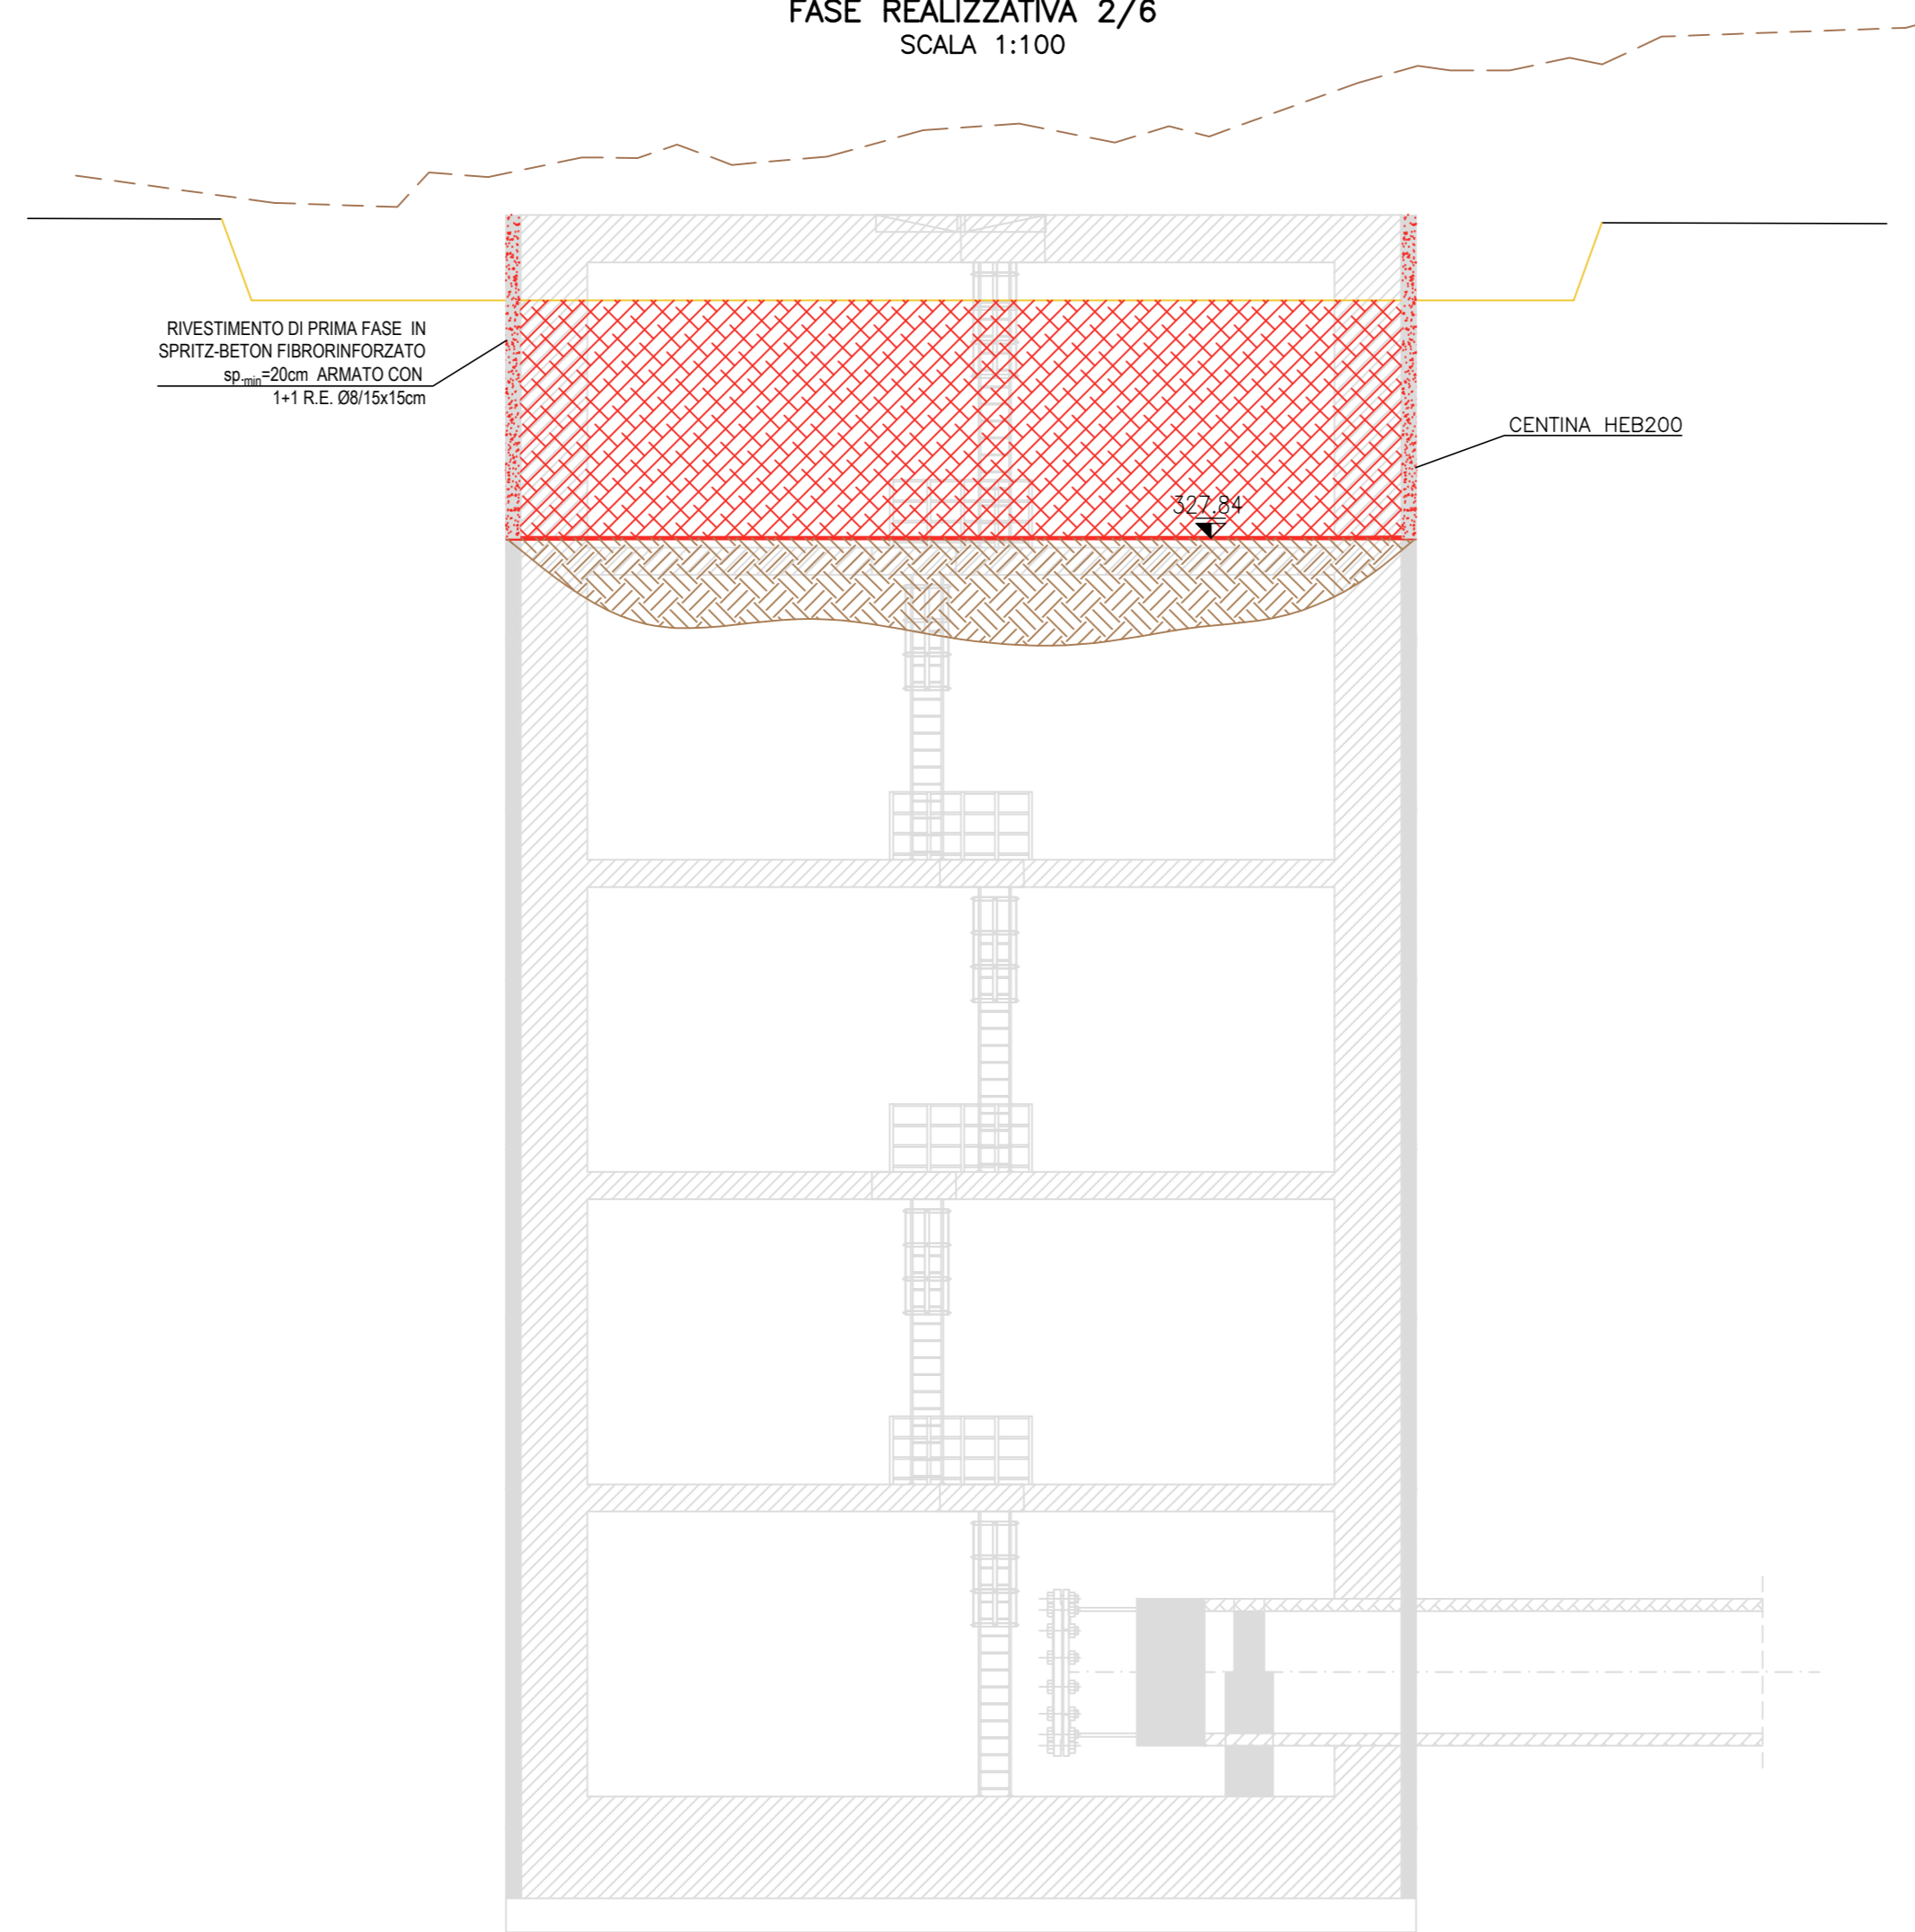 FASE REALIZZATIVA 2/6
SCALA 1:100
RIVESTIMENTO DI PRIMA FASE IN
SPRITZ-BETON FIBRORINFORZATO
sp.min=20cm ARMATO CON
1+1 R.E. Ø8/15x15cm
CENTINA HEB200
327.84